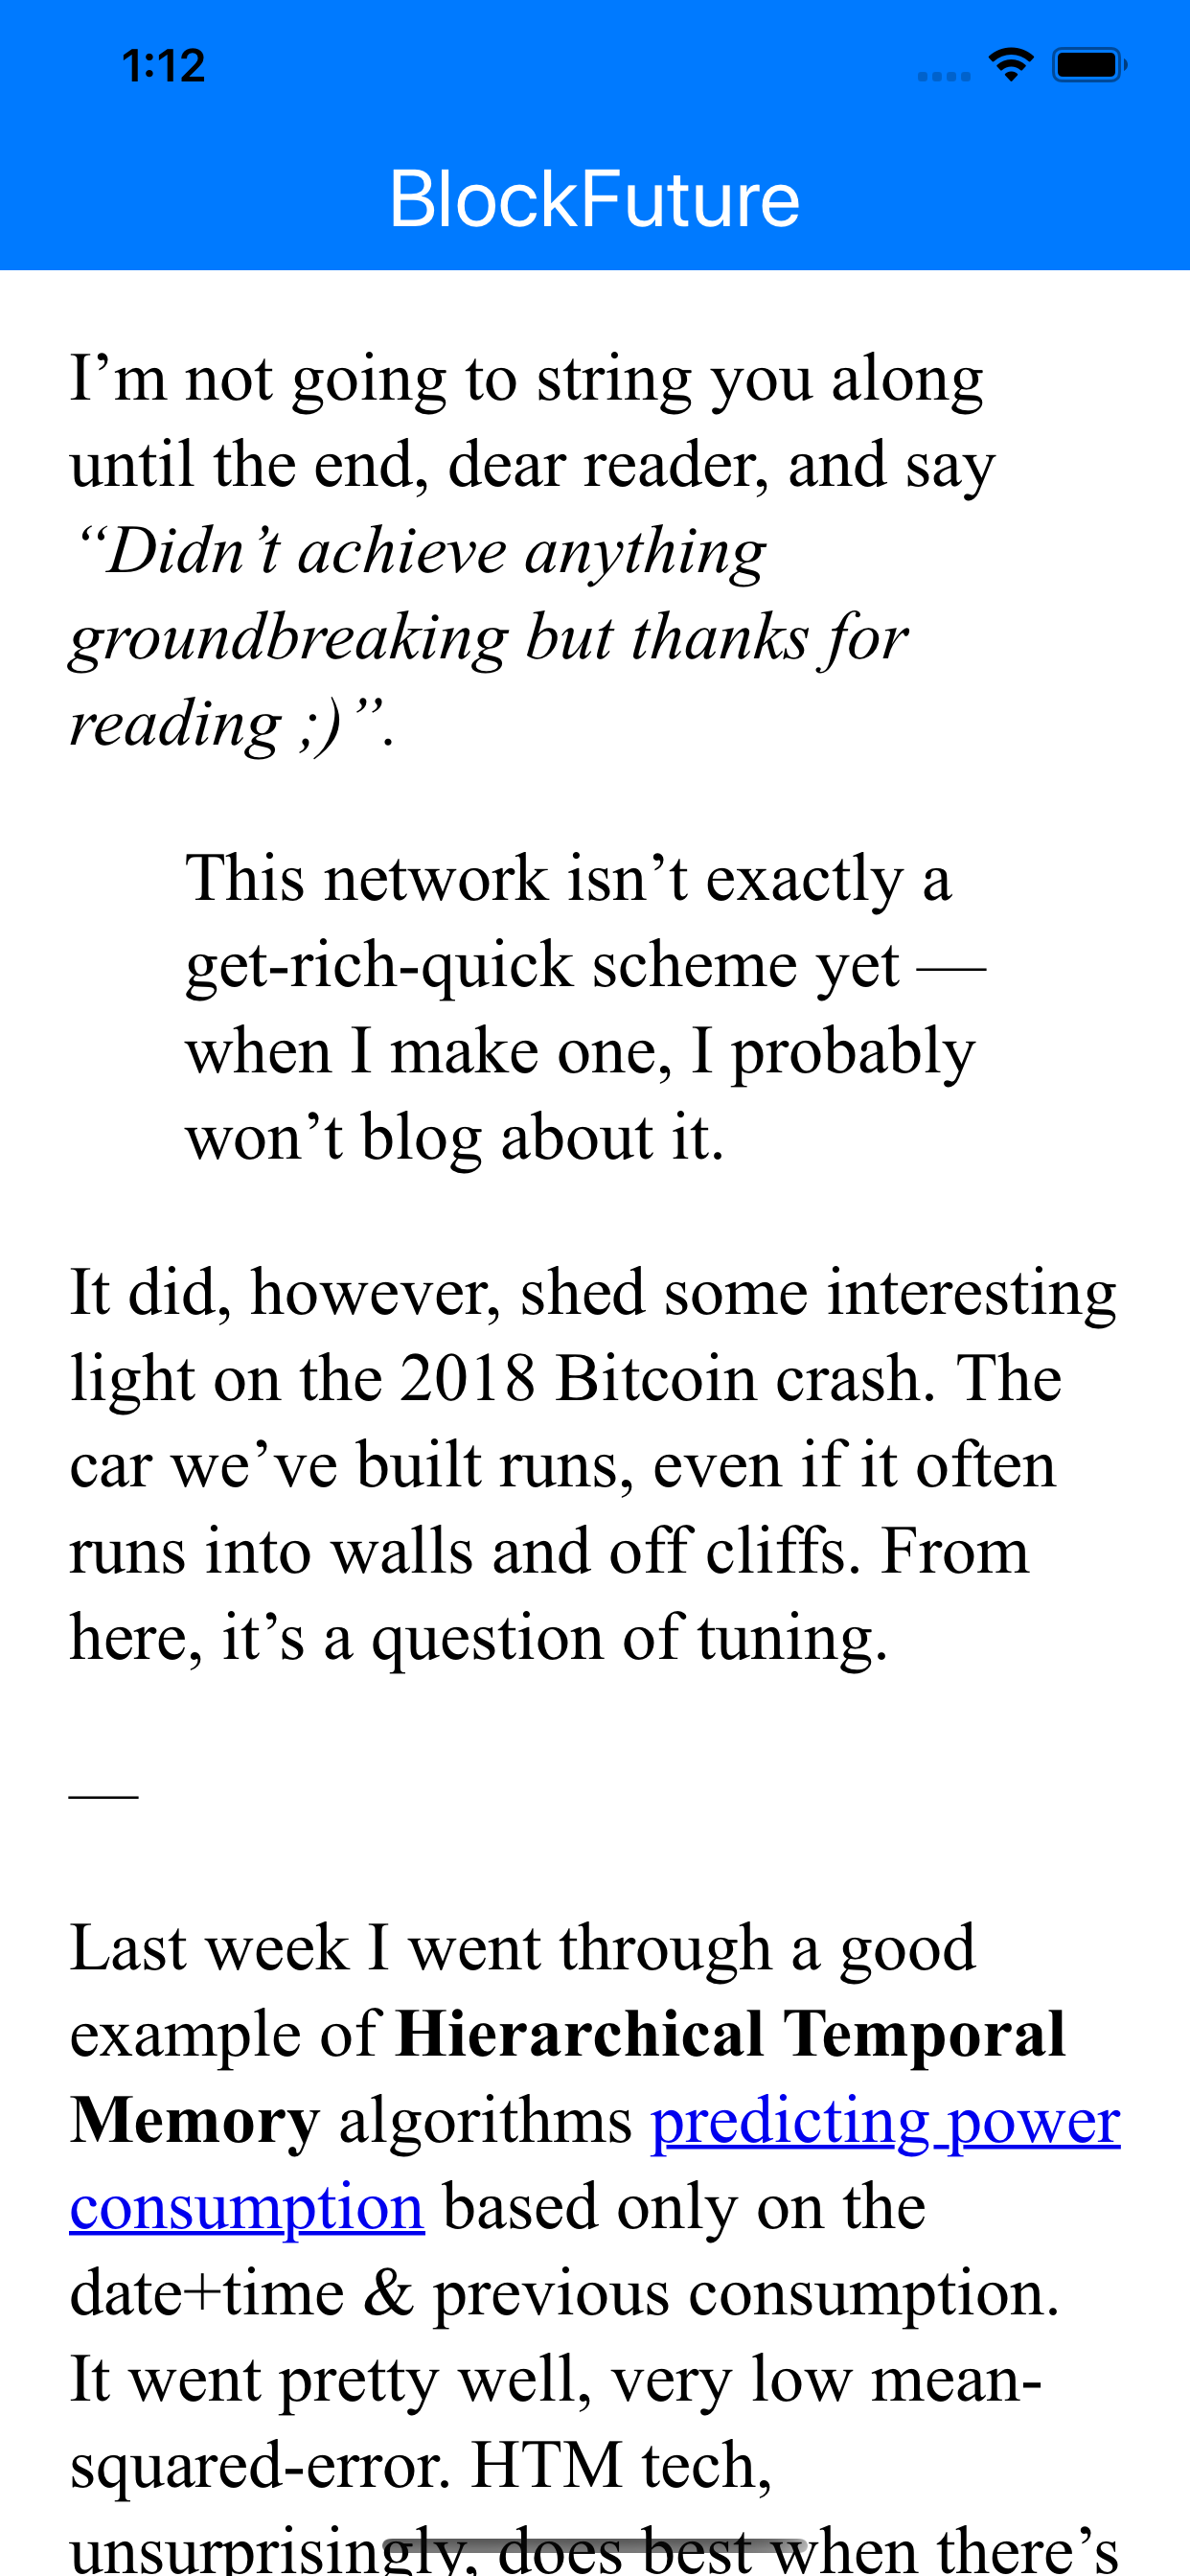 1:12
BlockFuture
I’m not going to string you along
until the end, dear reader, and say
“Didn’t achieve anything
groundbreaking but thanks for
reading ;)”.
This network isn’t exactly a
get-rich-quick scheme yet —
when I make one, I probably
won’t blog about it.
It did, however, shed some interesting
light on the 2018 Bitcoin crash. The
car we’ve built runs, even if it often
runs into walls and off cliffs. From
here, it’s a question of tuning.
—
Last week I went through a good
example of Hierarchical Temporal
Memory algorithms predicting power
consumption based only on the
date+time & previous consumption.
It went pretty well, very low mean-
squared-error. HTM tech,
unsurprisingly, does best when there’s